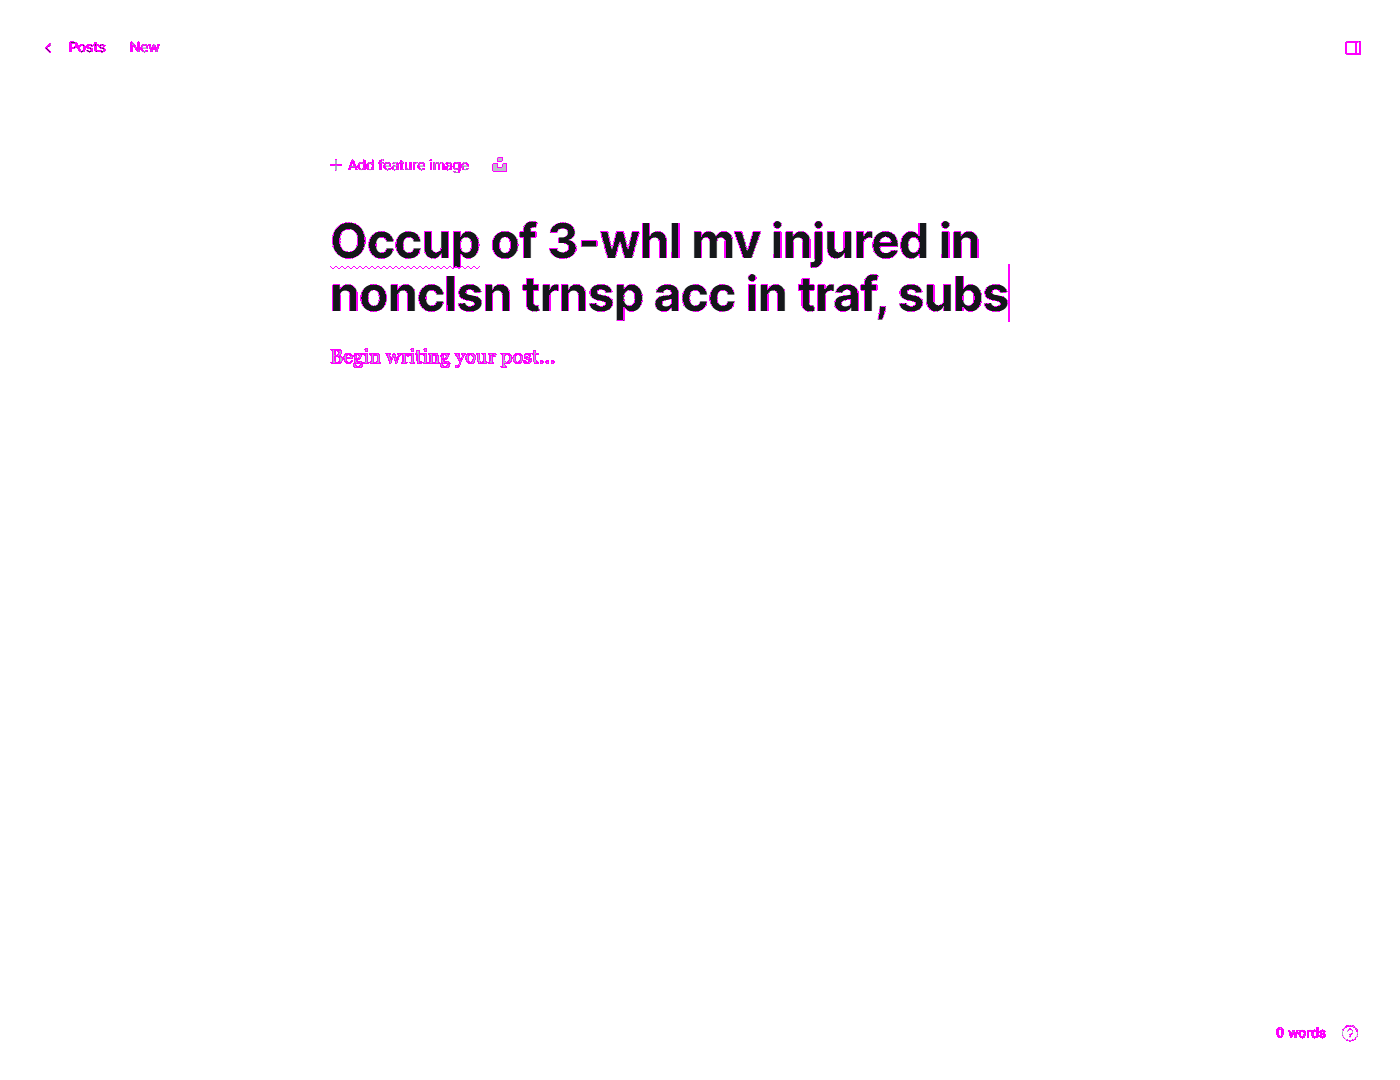 Posts New
Add feature image
Occup of 3-whl mv injured in
nonclsn trnsp acc in traf, subs
Begin writing your post...
0 words